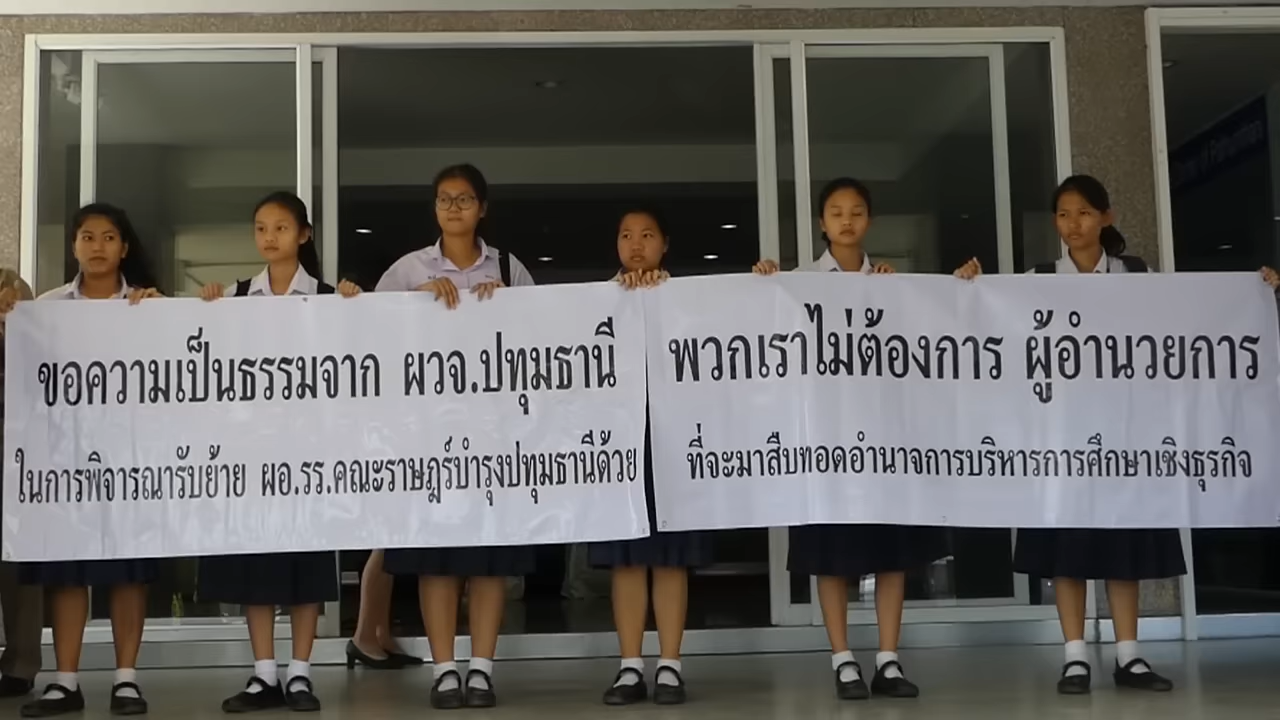 ขอความเป็นธรรมจาก ผวจ.ปทุมธานี
ในการพิจารณารับย้าย ผอ.รร.คณะราษฎร์บำรุงปทุมธานีด้วย
พวกเราไม่ต้องการ ผู้อำนวยการ
ที่จะมาสืบทอดอำนาจการบริหารการศึกษาเชิงธุรกิจ